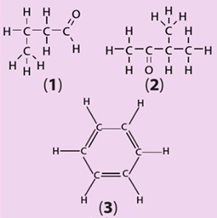 H H O
H–C–C–C
H–C H H
H H
(1)
H H H
H C H
H–C–C–C–C–H
H O H H
(2)
H H
C C
H–C C–H
C C
H H
(3)